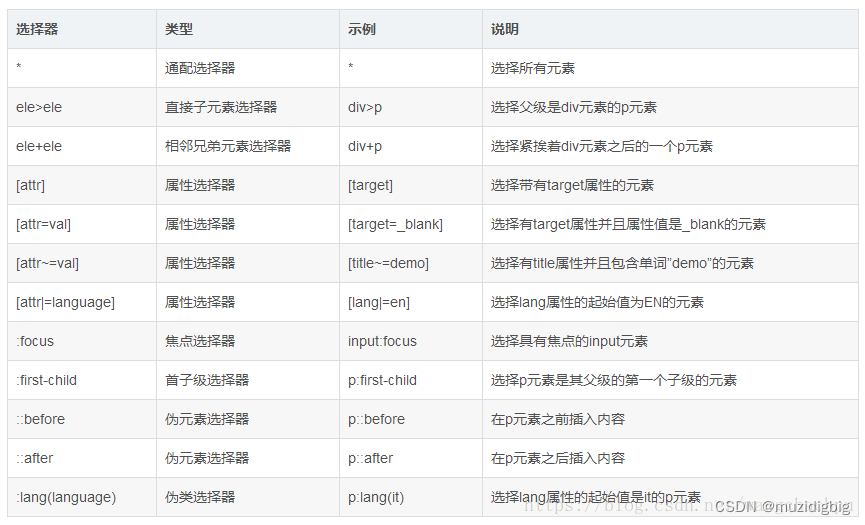 选择器 类型 示例 说明
* 通配选择器 * 选择所有元素
ele>ele 直接子元素选择器 div>p 选择父级是div元素的p元素
ele+ele 相邻兄弟元素选择器 div+p 选择紧挨着div元素之后的一个p元素
[attr] 属性选择器 [target] 选择带有target属性的元素
[attr=val] 属性选择器 [target=_blank] 选择有target属性并且属性值是_blank的元素
[attr~=val] 属性选择器 [title~=demo] 选择有title属性并且包含单词”demo”的元素
[attr|=language] 属性选择器 [lang|=en] 选择lang属性的起始值为EN的元素
:focus 焦点选择器 input:focus 选择具有焦点的input元素
:first-child 首子级选择器 p:first-child 选择p元素是其父级的第一个子级的元素
::before 伪元素选择器 p::before 在p元素之前插入内容
::after 伪元素选择器 p::after 在p元素之后插入内容
:lang(language) 伪类选择器 p:lang(it) 选择lang属性的起始值是it的p元素
CSDN @muzidigbig